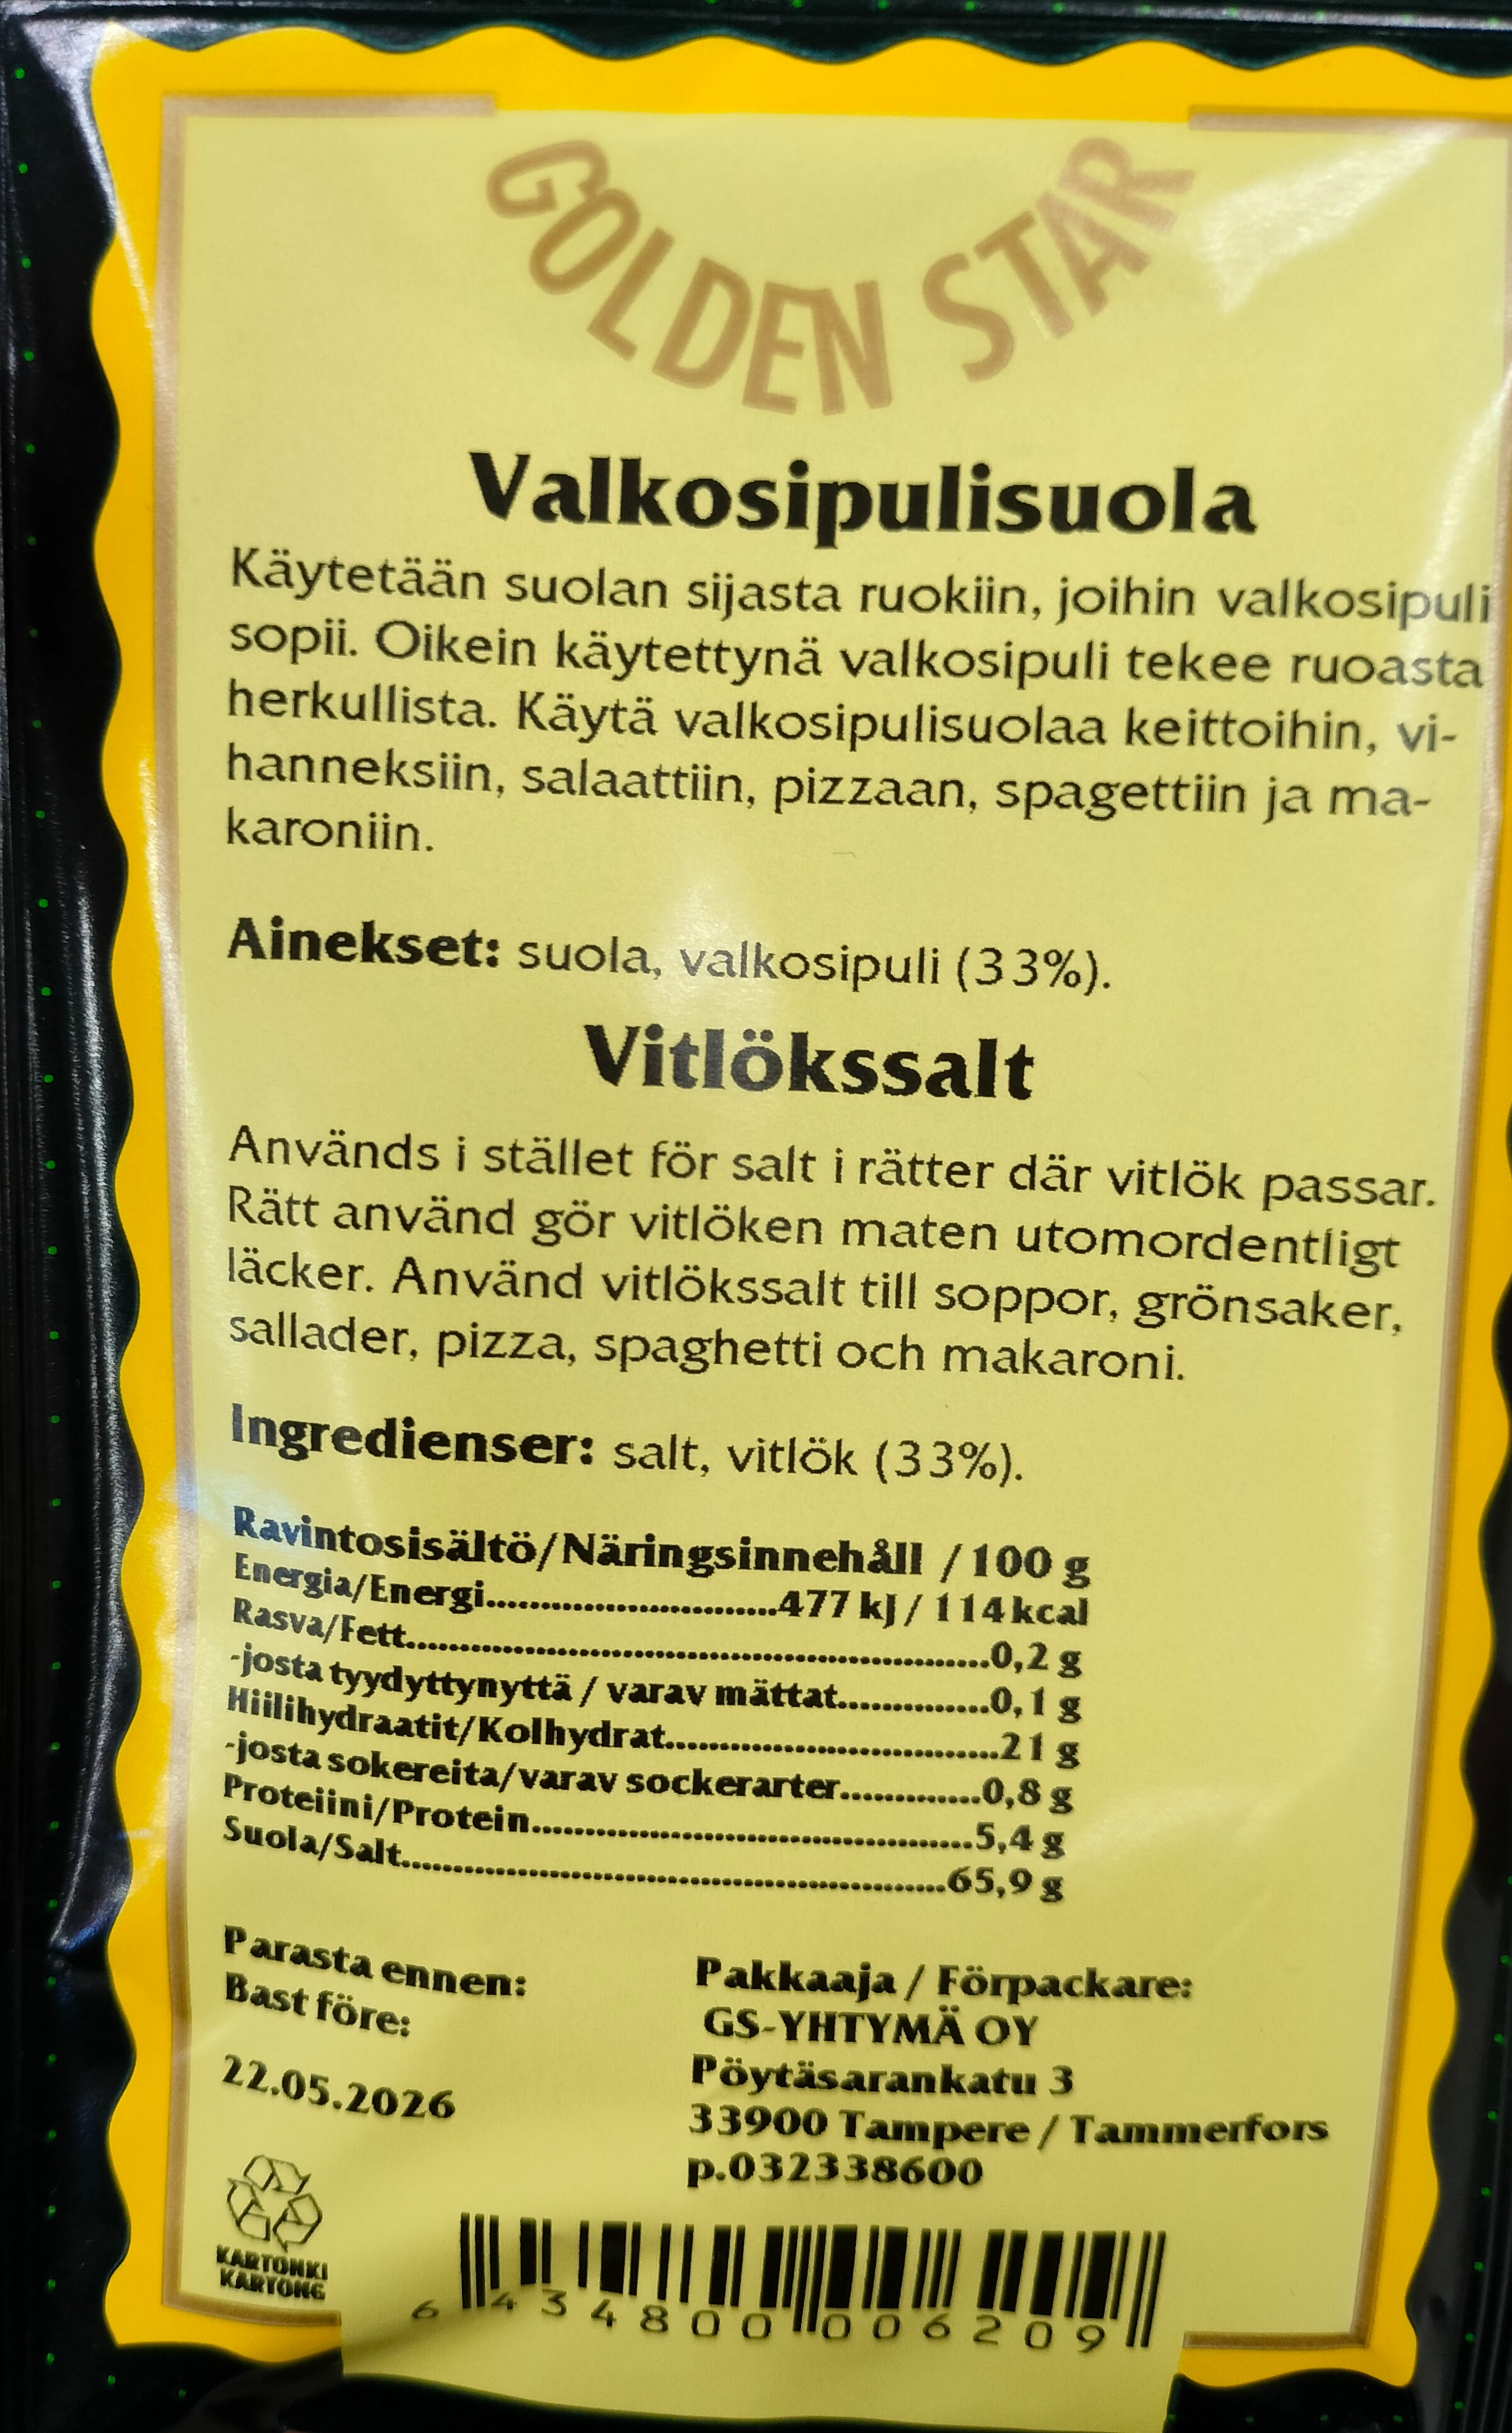 GOLDEN STAR
Valkosipulisuola
Käytetään suolan sijasta ruokiin, joihin valkosipuli
sopii. Oikein käytettynä valkosipuli tekee ruoasta
herkullista. Käytä valkosipulisuolaa keittoihin, vi-
hanneksiin, salaattiin, pizzaan, spagettiin ja ma-
karoniin.
Ainekset: suola, valkosipuli (33%).
Vitlökssalt
Används i stället för salt i rätter där vitlök passar.
Rätt använd gör vitlöken maten utomordentligt
läcker. Använd vitlökssalt till soppor, grönsaker,
sallader, pizza, spaghetti och makaroni.
Ingredienser: salt, vitlök (33%).
Ravintosisältö/Näringsinnehåll /100 g
Energia/Energi.............................477 kJ / 114 kcal
Rasva/Fett..........................................................0,2 g
-josta tyydyttynyttä / varav mättat...............0,1 g
Hiilihydraatit/Kolhydrat.................................21 g
-josta sokereita/varav sockerarter..............0,8 g
Proteiini/Protein............................................5,4 g
Suola/Salt.......................................................65,9 g
Parasta ennen:
Bast före:
22.05.2026
Pakkaaja / Förpackare:
GS-YHTYMÄ OY
Pöytäsarankatu 3
33900 Tampere / Tammerfors
p.032338600
KARTONKI
KARTONG
6 434800 006209